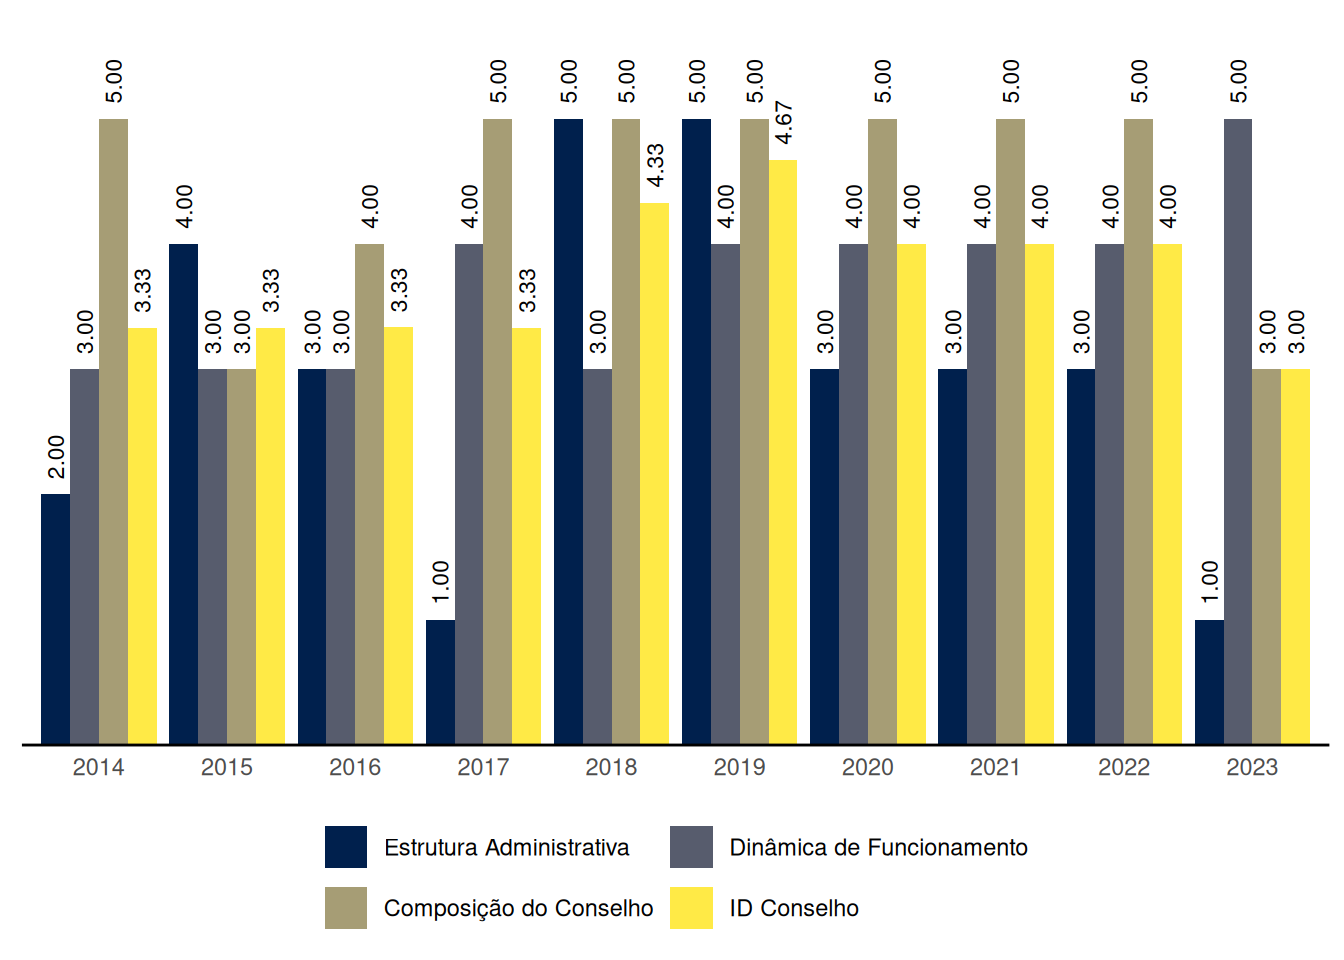 2.00 3.00 5.00 3.33 4.00 3.00 3.00 3.33 3.00 3.00 4.00 3.33 1.00 4.00 5.00 3.33 5.00 3.00 5.00 4.33 5.00 4.00 5.00 4.67 3.00 4.00 5.00 4.00 3.00 4.00 5.00 4.00 3.00 4.00 5.00 4.00 1.00 5.00 3.00 3.00
2014 2015 2016 2017 2018 2019 2020 2021 2022 2023
Estrutura Administrativa Dinâmica de Funcionamento
Composição do Conselho ID Conselho